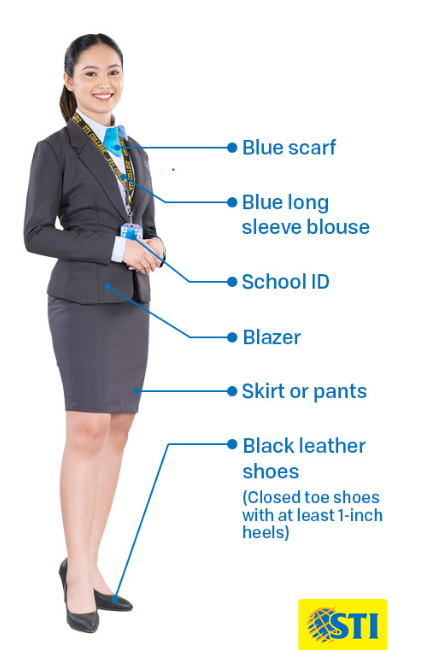 Blue scarf
Blue long
sleeve blouse
School ID
Blazer
Skirt or pants
Black leather
shoes
(Closed toe shoes
with at least 1-inch
heels)
STI